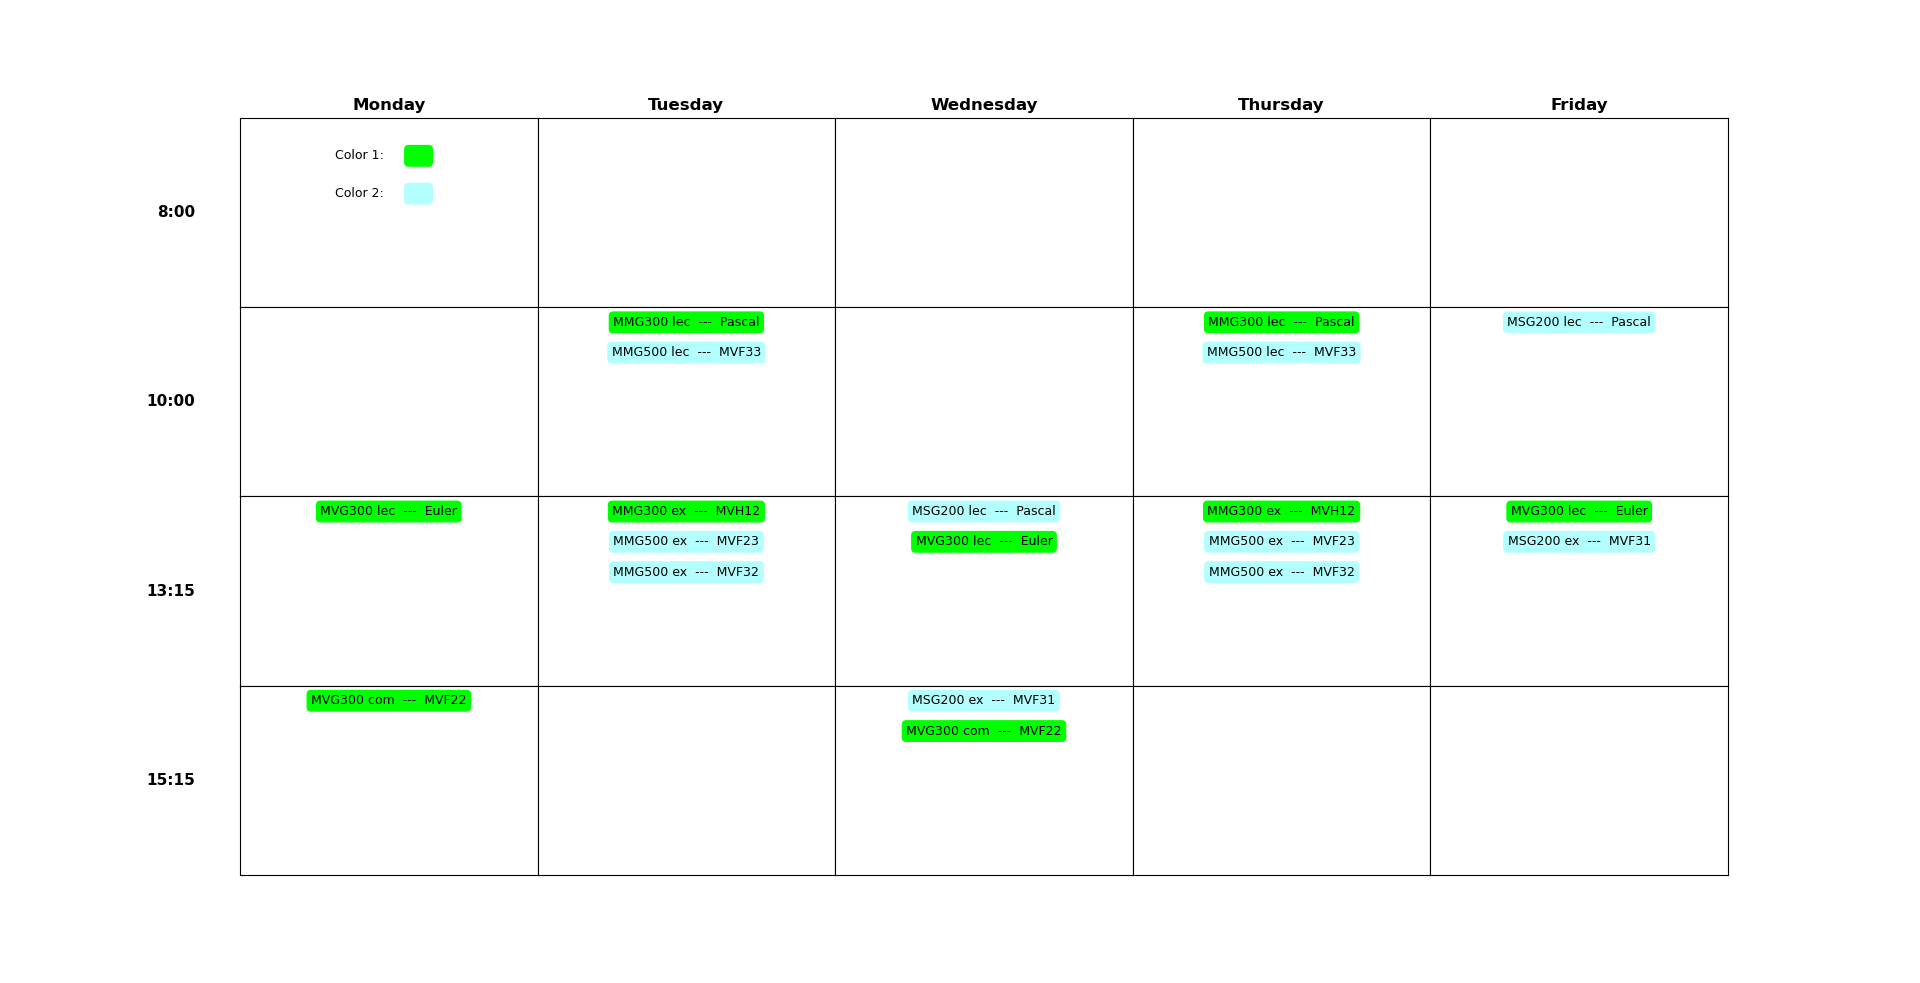 Monday Tuesday Wednesday Thursday Friday
Color 1:
Color 2:
8:00
MMG300 lec --- Pascal MMG300 lec --- Pascal MSG200 lec --- Pascal
MMG500 lec --- MVF33 MMG500 lec --- MVF33
10:00
MVG300 lec --- Euler MMG300 ex --- MVH12 MSG200 lec --- Pascal MMG300 ex --- MVH12 MVG300 lec --- Euler
MMG500 ex --- MVF23 MVG300 lec --- Euler MMG500 ex --- MVF23 MSG200 ex --- MVF31
MMG500 ex --- MVF32 MMG500 ex --- MVF32
13:15
MVG300 com --- MVF22 MSG200 ex --- MVF31
MVG300 com --- MVF22
15:15